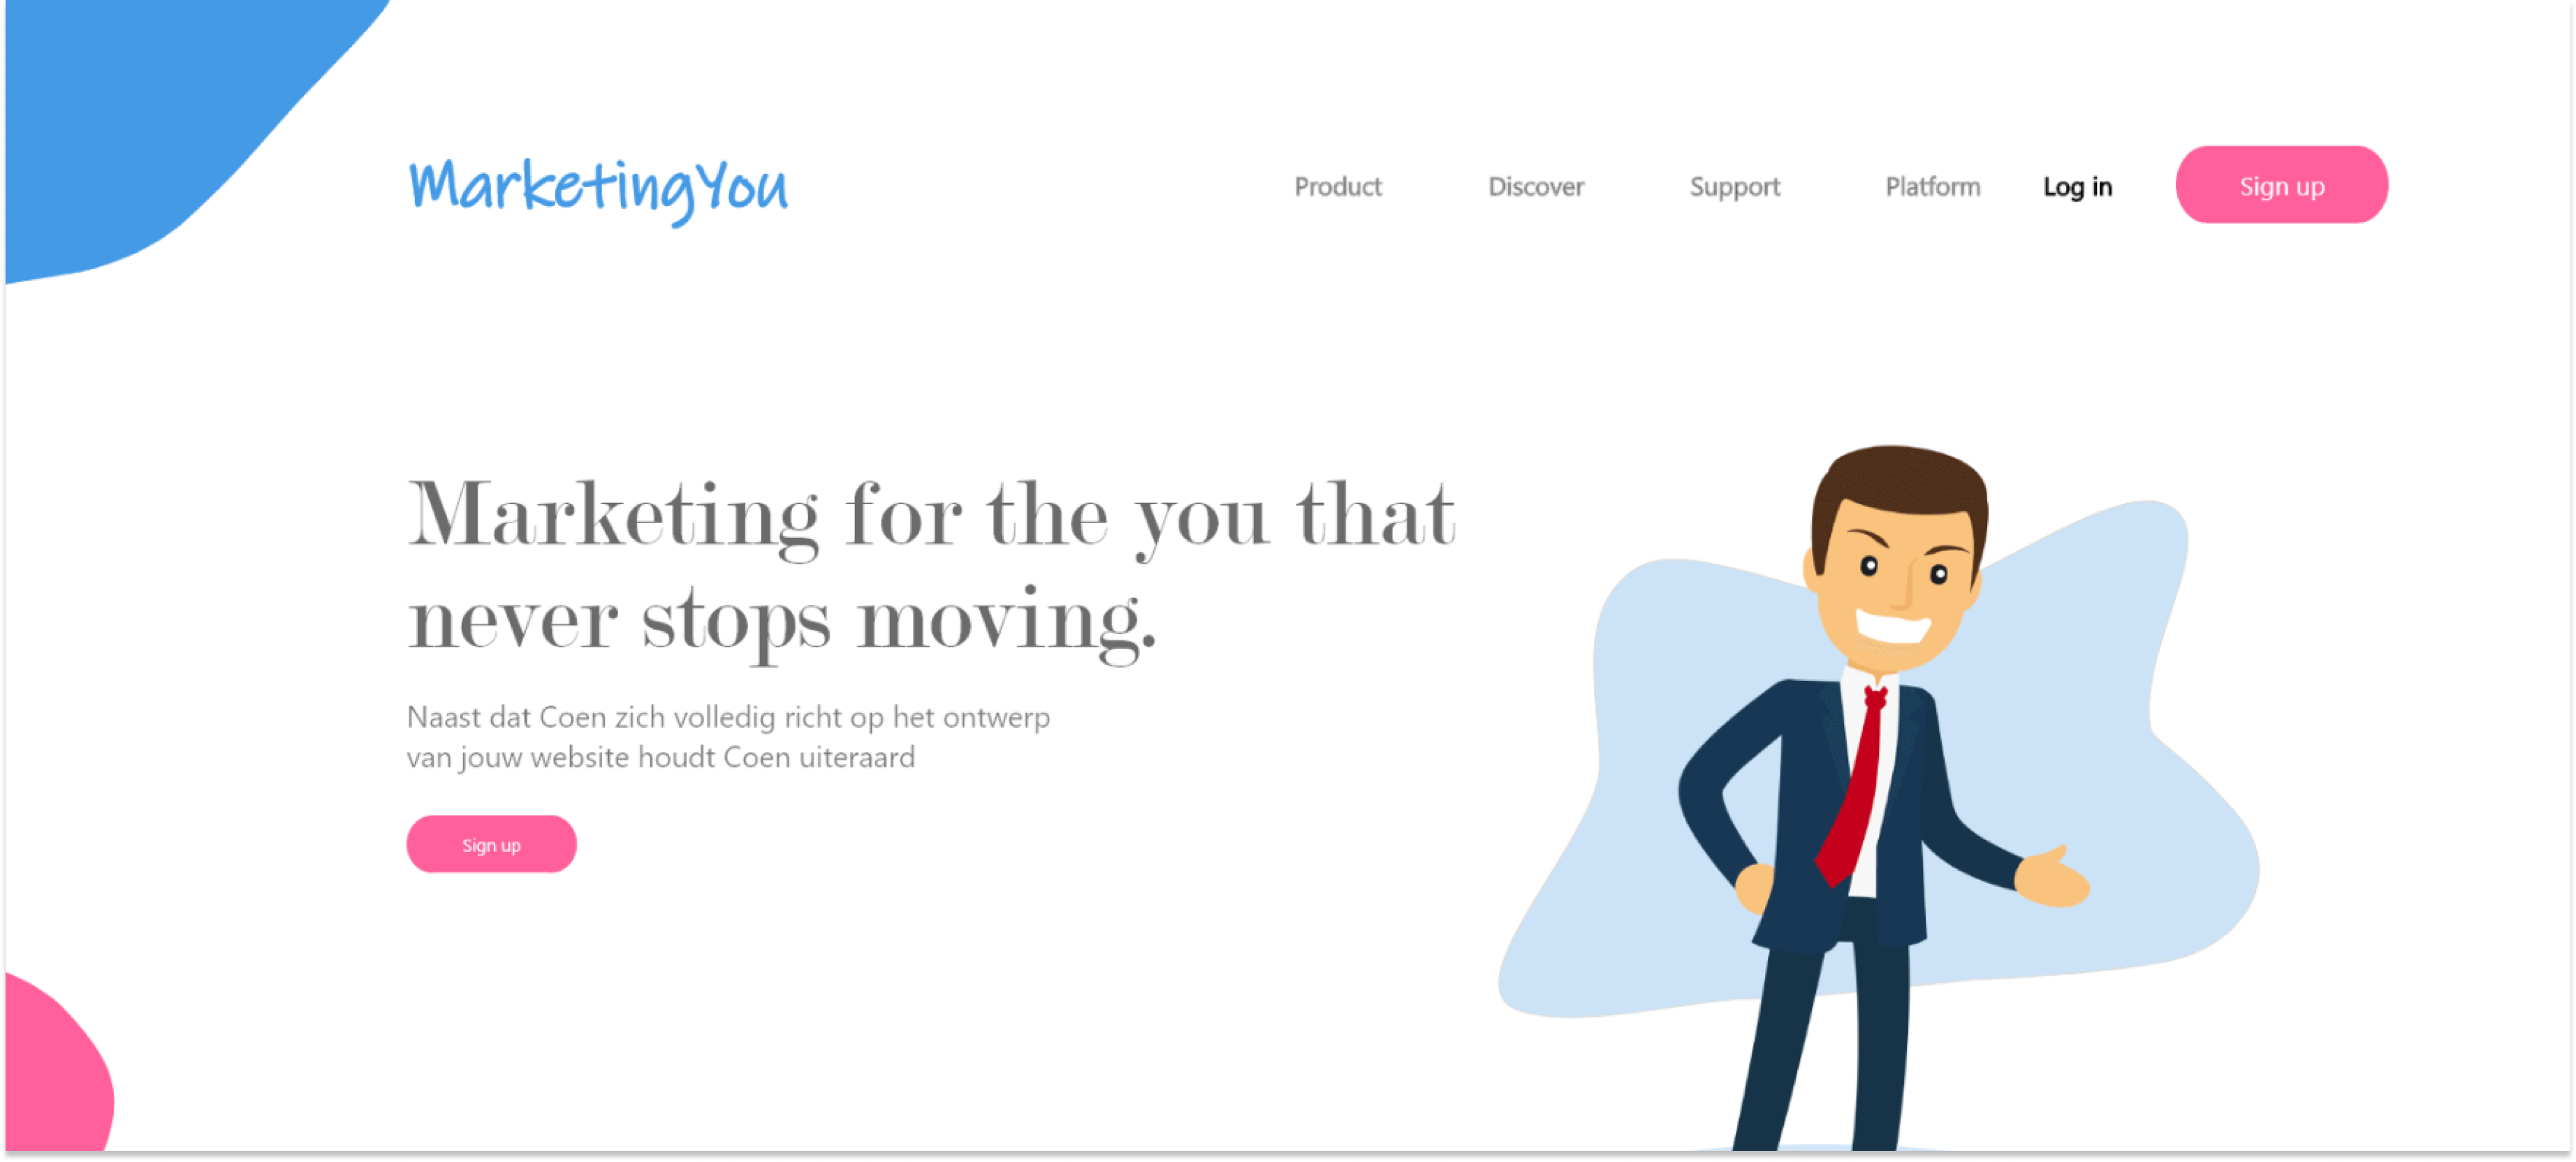 MarketingYou
Product Discover Support Platform Log in Sign up
Marketing for the you that
never stops moving.
Naast dat Coen zich volledig richt op het ontwerp
van jouw website houdt Coen uiteraard
Sign up